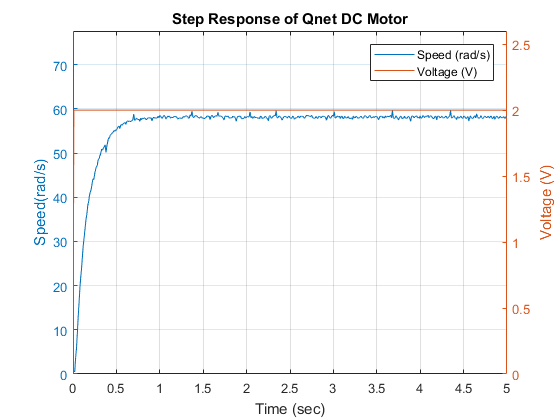 Step Response of Qnet DC Motor
Speed (rad/s)
Voltage (V)
Speed(rad/s)
70
60
50
40
30
20
10
0
Voltage (V)
2.5
2
1.5
1
0.5
0
0 0.5 1 1.5 2 2.5 3 3.5 4 4.5 5
Time (sec)